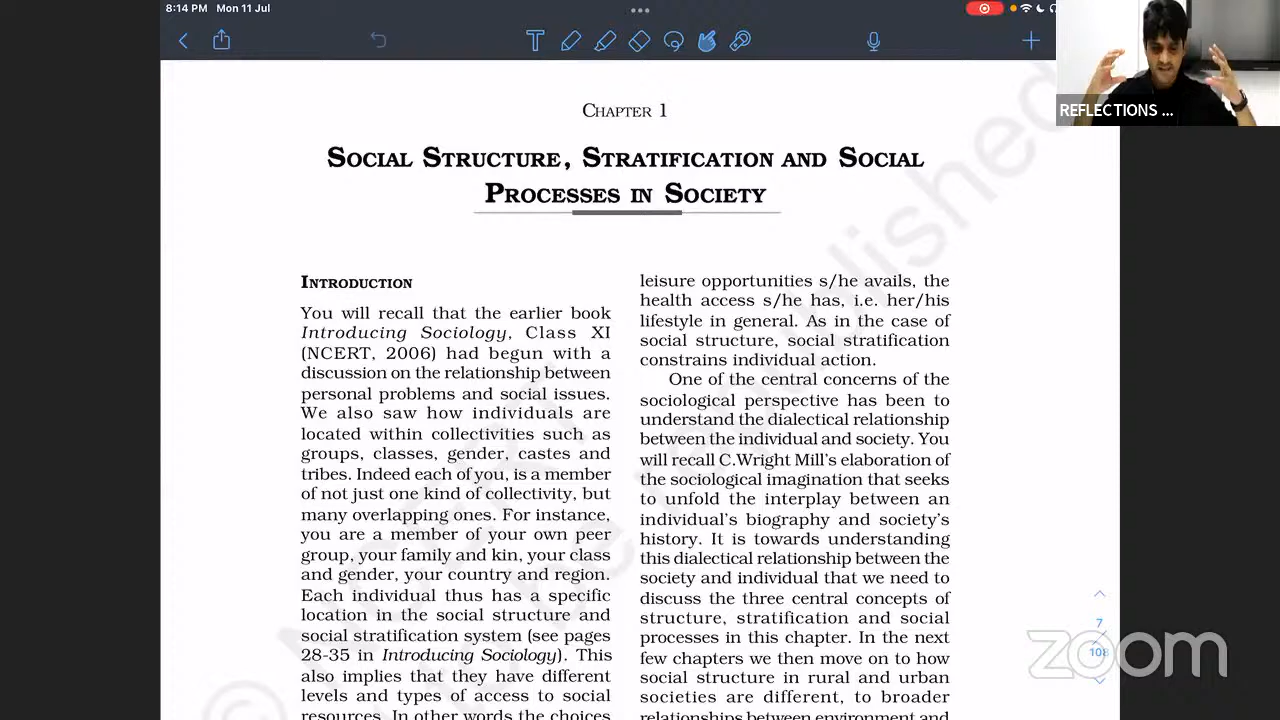 8:14 PM Mon 11 Jul
REFLECTIONS ...
CHAPTER 1
SOCIAL STRUCTURE, STRATIFICATION AND SOCIAL
PROCESSES IN SOCIETY
INTRODUCTION
You will recall that the earlier book
Introducing Sociology, Class XI
(NCERT, 2006) had begun with a
discussion on the relationship between
personal problems and social issues.
We also saw how individuals are
located within collectivities such as
groups, classes, gender, castes and
tribes. Indeed each of you, is a member
of not just one kind of collectivity, but
many overlapping ones. For instance,
you are a member of your own peer
group, your family and kin, your class
and gender, your country and region.
Each individual thus has a specific
location in the social structure and
social stratification system (see pages
28-35 in Introducing Sociology). This
also implies that they have different
levels and types of access to social
resources. In other words the choices
leisure opportunities s/he avails, the
health access s/he has, i.e. her/his
lifestyle in general. As in the case of
social structure, social stratification
constrains individual action.
One of the central concerns of the
sociological perspective has been to
understand the dialectical relationship
between the individual and society. You
will recall C.Wright Mill's elaboration of
the sociological imagination that seeks
to unfold the interplay between an
individual's biography and society's
history. It is towards understanding
this dialectical relationship between the
society and individual that we need to
discuss the three central concepts of
structure, stratification and social
processes in this chapter. In the next
few chapters we then move on to how
social structure in rural and urban
societies are different, to broader
relationships between environment and
7
108
zoom